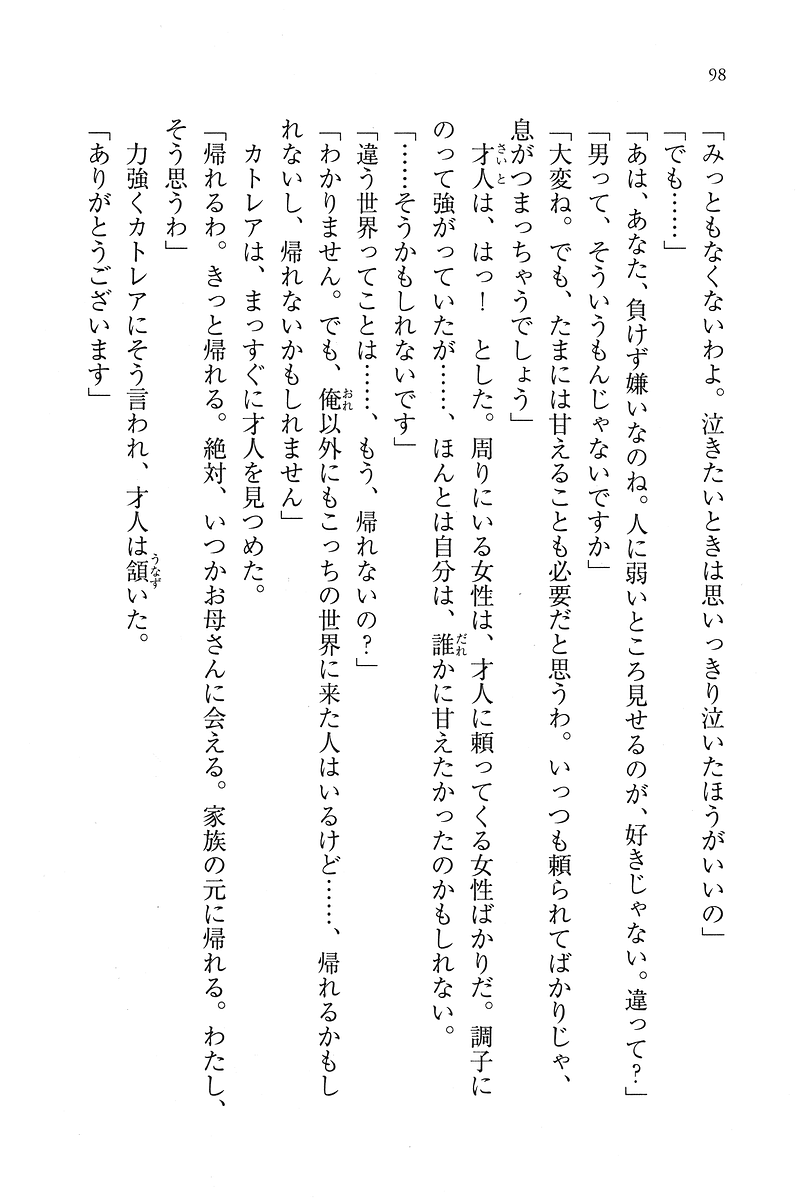 98
「みっともなくないわよ。泣きたいときは思いっきり泣いたほうがいいの」
「でも……」
「あは、あなた、負けず嫌いなのね。人に弱いところ見せるのが、好きじゃない。違って？」
「男って、そういうもんじゃないですか」
「大変ね。でも、たまには甘えることも必要だと思うわ。いっつも頼られてばかりじゃ、
息がつまっちゃうでしょう」
　才人は、はっ！　とした。周りにいる女性は、才人に頼ってくる女性ばかりだ。調子に
のって強がっていたが……、ほんとは自分は、誰かに甘えたかったのかもしれない。
「……そうかもしれないです」
「違う世界ってことは……、もう、帰れないの？」
「わかりません。でも、俺以外にもこっちの世界に来た人はいるけど……、帰れるかもし
れないし、帰れないかもしれません」
　カトレアは、まっすぐに才人を見つめた。
「帰れるわ。きっと帰れる。絶対、いつかお母さんに会える。家族の元に帰れる。わたし、
そう思うわ」
　力強くカトレアにそう言われ、才人は頷いた。
「ありがとうございます」